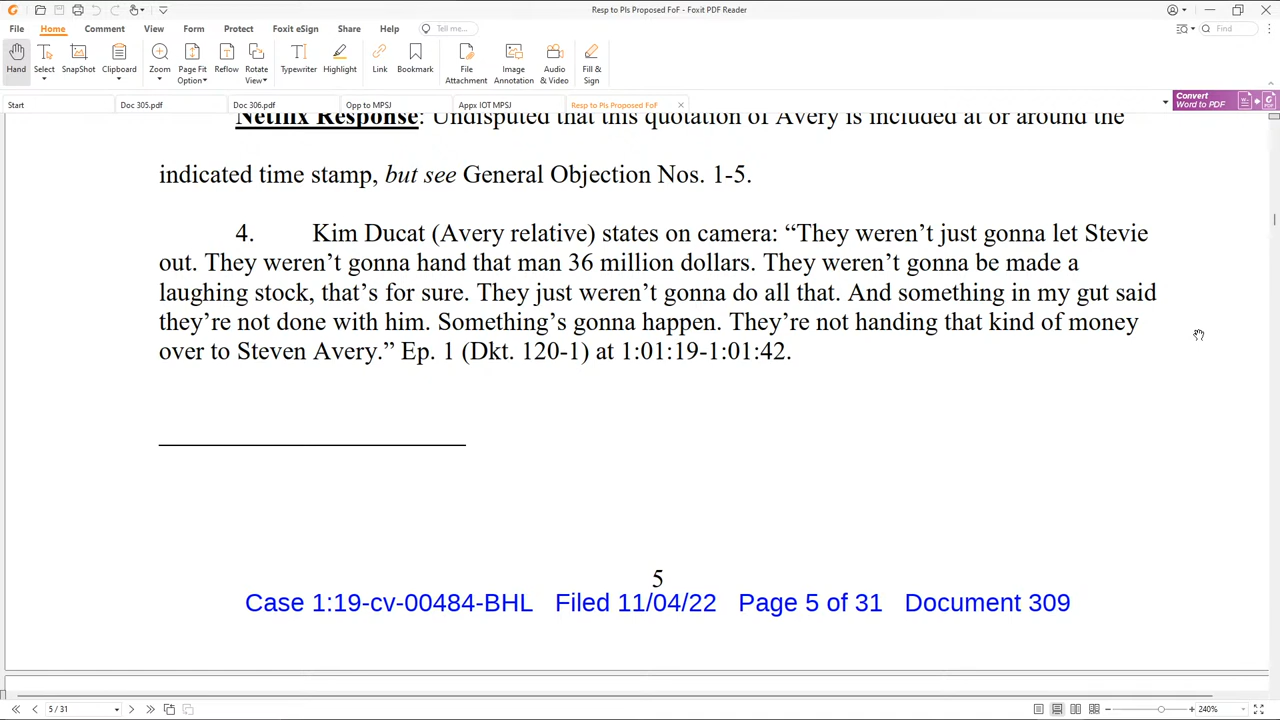 Resp to Pls Proposed FoF - Foxit PDF Reader
File Home Comment View Form Protect Foxit eSign Share Help Tell me... Find
Hand Select SnapShot Clipboard Zoom Page Fit Option Reflow Rotate View Typewriter Highlight Link Bookmark File Attachment Image Annotation Audio & Video Fill & Sign
Start Doc 305.pdf Doc 306.pdf Opp to MPSJ Appx IOT MPSJ Resp to Pls Proposed FoF
Convert
Word to PDF
Netflix Response: Undisputed that this quotation of Avery is included at or around the
indicated time stamp, but see General Objection Nos. 1-5.
4. Kim Ducat (Avery relative) states on camera: “They weren’t just gonna let Stevie
out. They weren’t gonna hand that man 36 million dollars. They weren’t gonna be made a
laughing stock, that’s for sure. They just weren’t gonna do all that. And something in my gut said
they’re not done with him. Something’s gonna happen. They’re not handing that kind of money
over to Steven Avery.” Ep. 1 (Dkt. 120-1) at 1:01:19-1:01:42.
5
Case 1:19-cv-00484-BHL Filed 11/04/22 Page 5 of 31 Document 309
5 / 31 240%